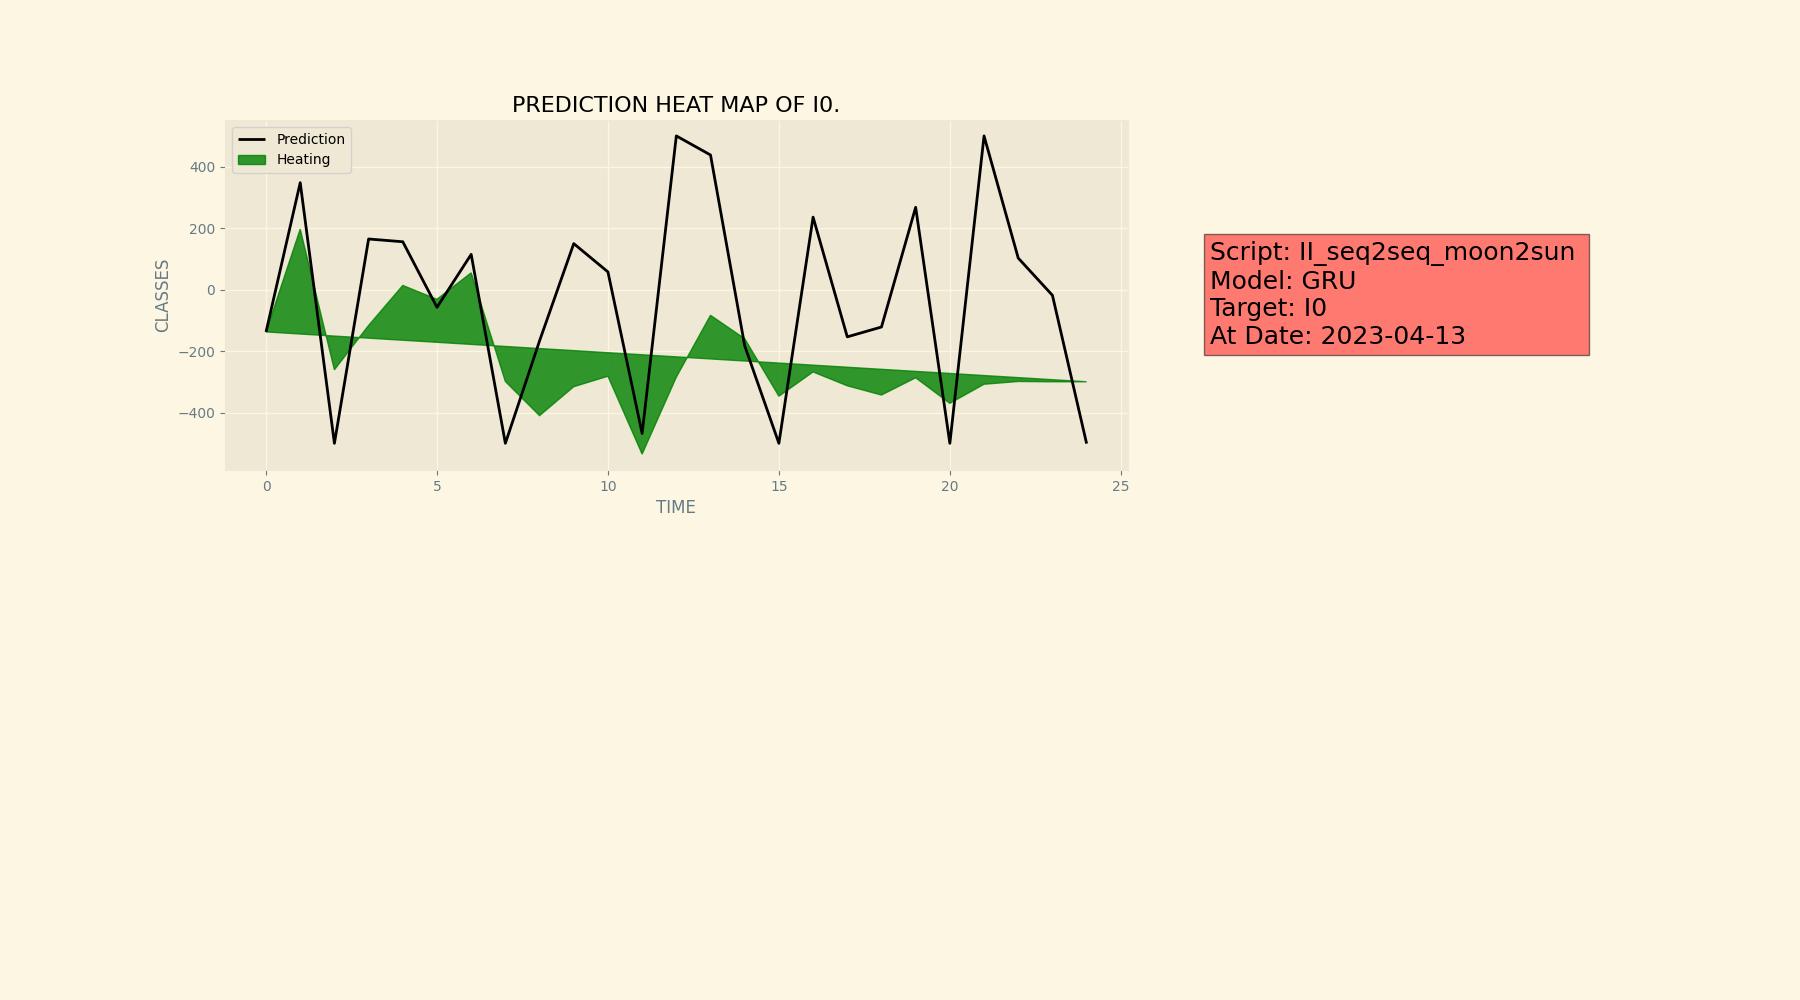 PREDICTION HEAT MAP OF I0.
Prediction
Heating
CLASSES
400
200
0
−200
−400
0 5 10 15 20 25
TIME
Script: II_seq2seq_moon2sun
Model: GRU
Target: I0
At Date: 2023-04-13